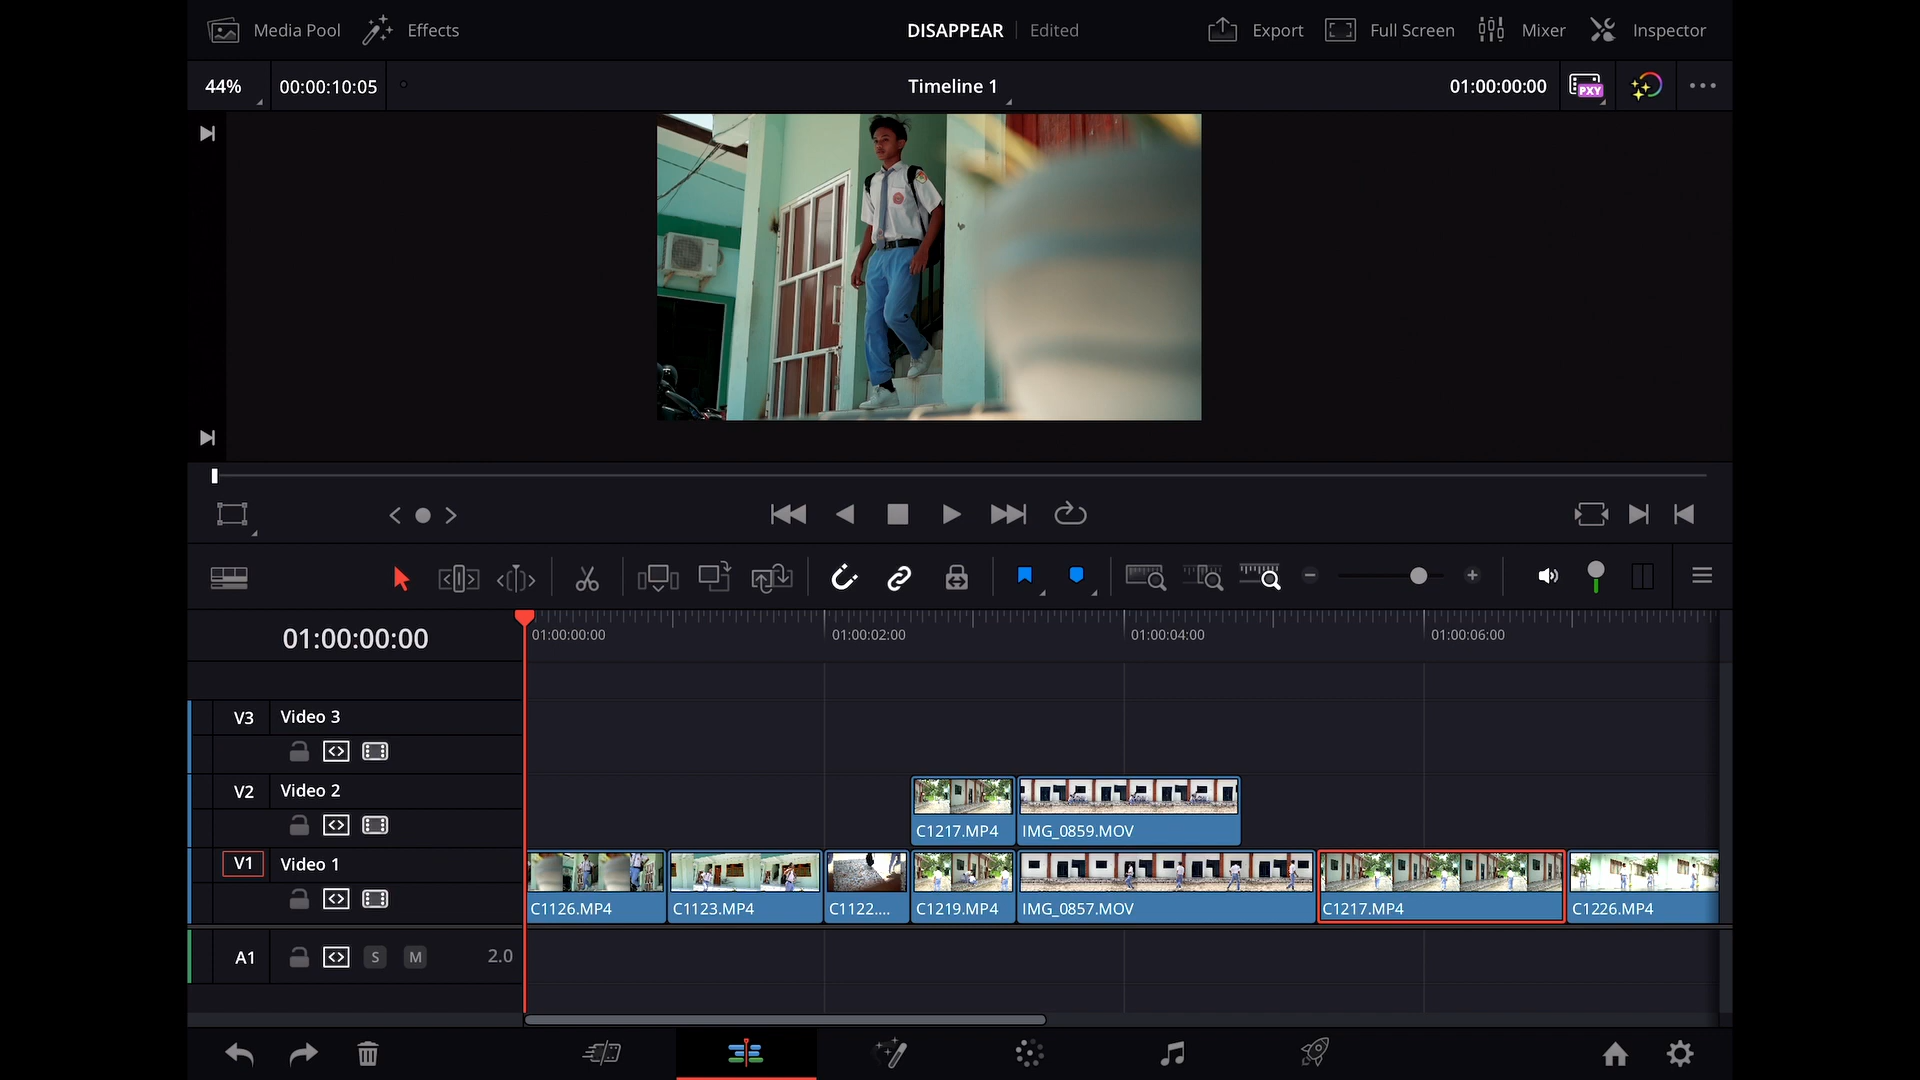 Media Pool
Effects
DISAPPEAR
Edited
Export
Full Screen
Mixer
Inspector
44%
00:00:10:05
Timeline 1
01:00:00:00
PXY
01:00:00:00
01:00:00:00
01:00:02:00
01:00:04:00
01:00:06:00
V3
Video 3
V2
Video 2
C1217.MP4
IMG_0859.MOV
V1
Video 1
C1126.MP4
C1123.MP4
C1122....
C1219.MP4
IMG_0857.MOV
C1217.MP4
C1226.MP4
A1
S
M
2.0